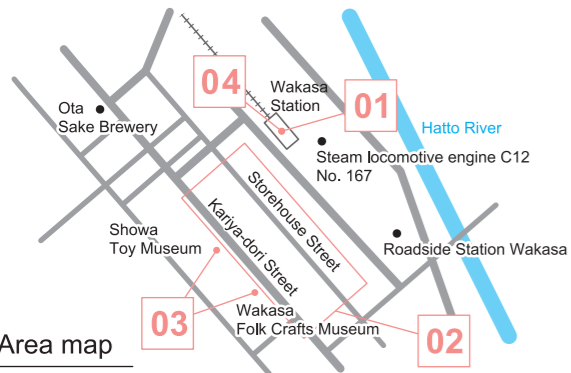 04
Wakasa
Station
01
Ota
Sake Brewery
Hatto River
Steam locomotive engine C12
No. 167
Storehouse Street
Kariya-dori Street
Showa
Toy Museum
Roadside Station Wakasa
03
Wakasa
Folk Crafts Museum
02
Area map